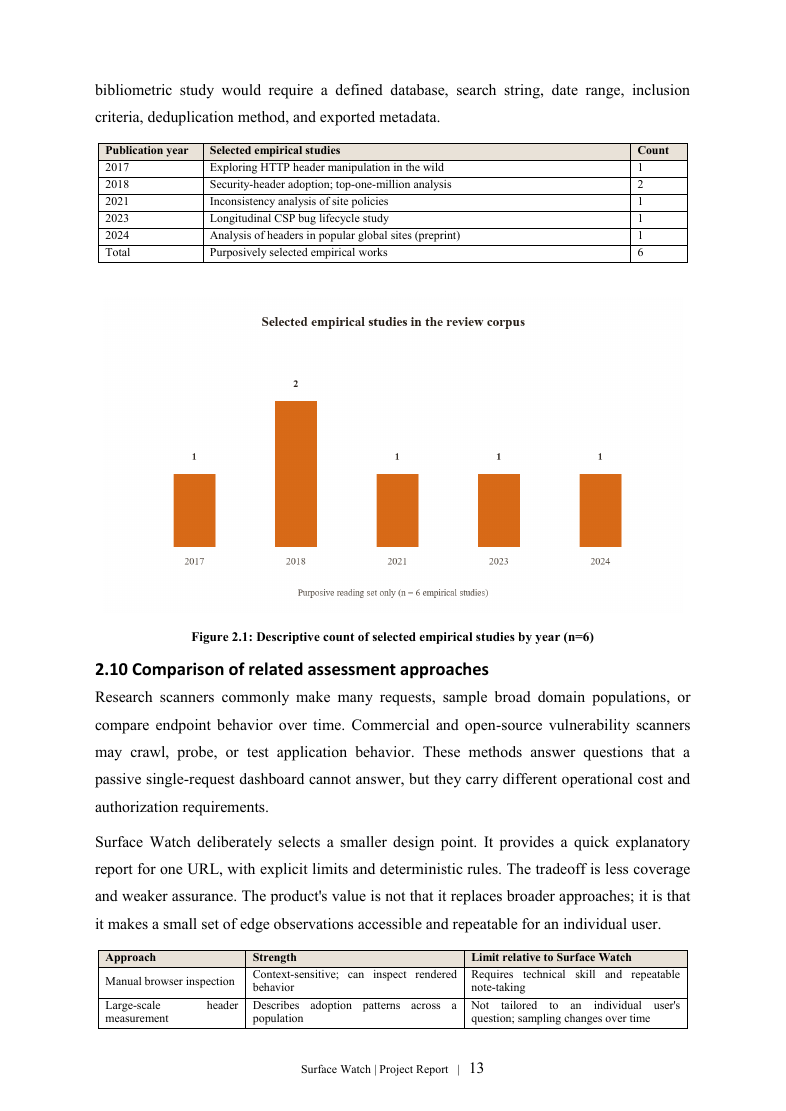 bibliometric study would require a defined database, search string, date range, inclusion
criteria, deduplication method, and exported metadata.
Publication year Selected empirical studies Count
2017 Exploring HTTP header manipulation in the wild 1
2018 Security-header adoption; top-one-million analysis 2
2021 Inconsistency analysis of site policies 1
2023 Longitudinal CSP bug lifecycle study 1
2024 Analysis of headers in popular global sites (preprint) 1
Total Purposively selected empirical works 6
Selected empirical studies in the review corpus
2
1 1 1 1
2017 2018 2021 2023 2024
Purposive reading set only (n = 6 empirical studies)
Figure 2.1: Descriptive count of selected empirical studies by year (n=6)
2.10 Comparison of related assessment approaches
Research scanners commonly make many requests, sample broad domain populations, or
compare endpoint behavior over time. Commercial and open-source vulnerability scanners
may crawl, probe, or test application behavior. These methods answer questions that a
passive single-request dashboard cannot answer, but they carry different operational cost and
authorization requirements.
Surface Watch deliberately selects a smaller design point. It provides a quick explanatory
report for one URL, with explicit limits and deterministic rules. The tradeoff is less coverage
and weaker assurance. The product's value is not that it replaces broader approaches; it is that
it makes a small set of edge observations accessible and repeatable for an individual user.
Approach Strength Limit relative to Surface Watch
Manual browser inspection
Context-sensitive; can inspect rendered
behavior
Requires technical skill and repeatable
note-taking
Large-scale header
measurement
Describes adoption patterns across a
population
Not tailored to an individual user's
question; sampling changes over time
Surface Watch | Project Report | 13